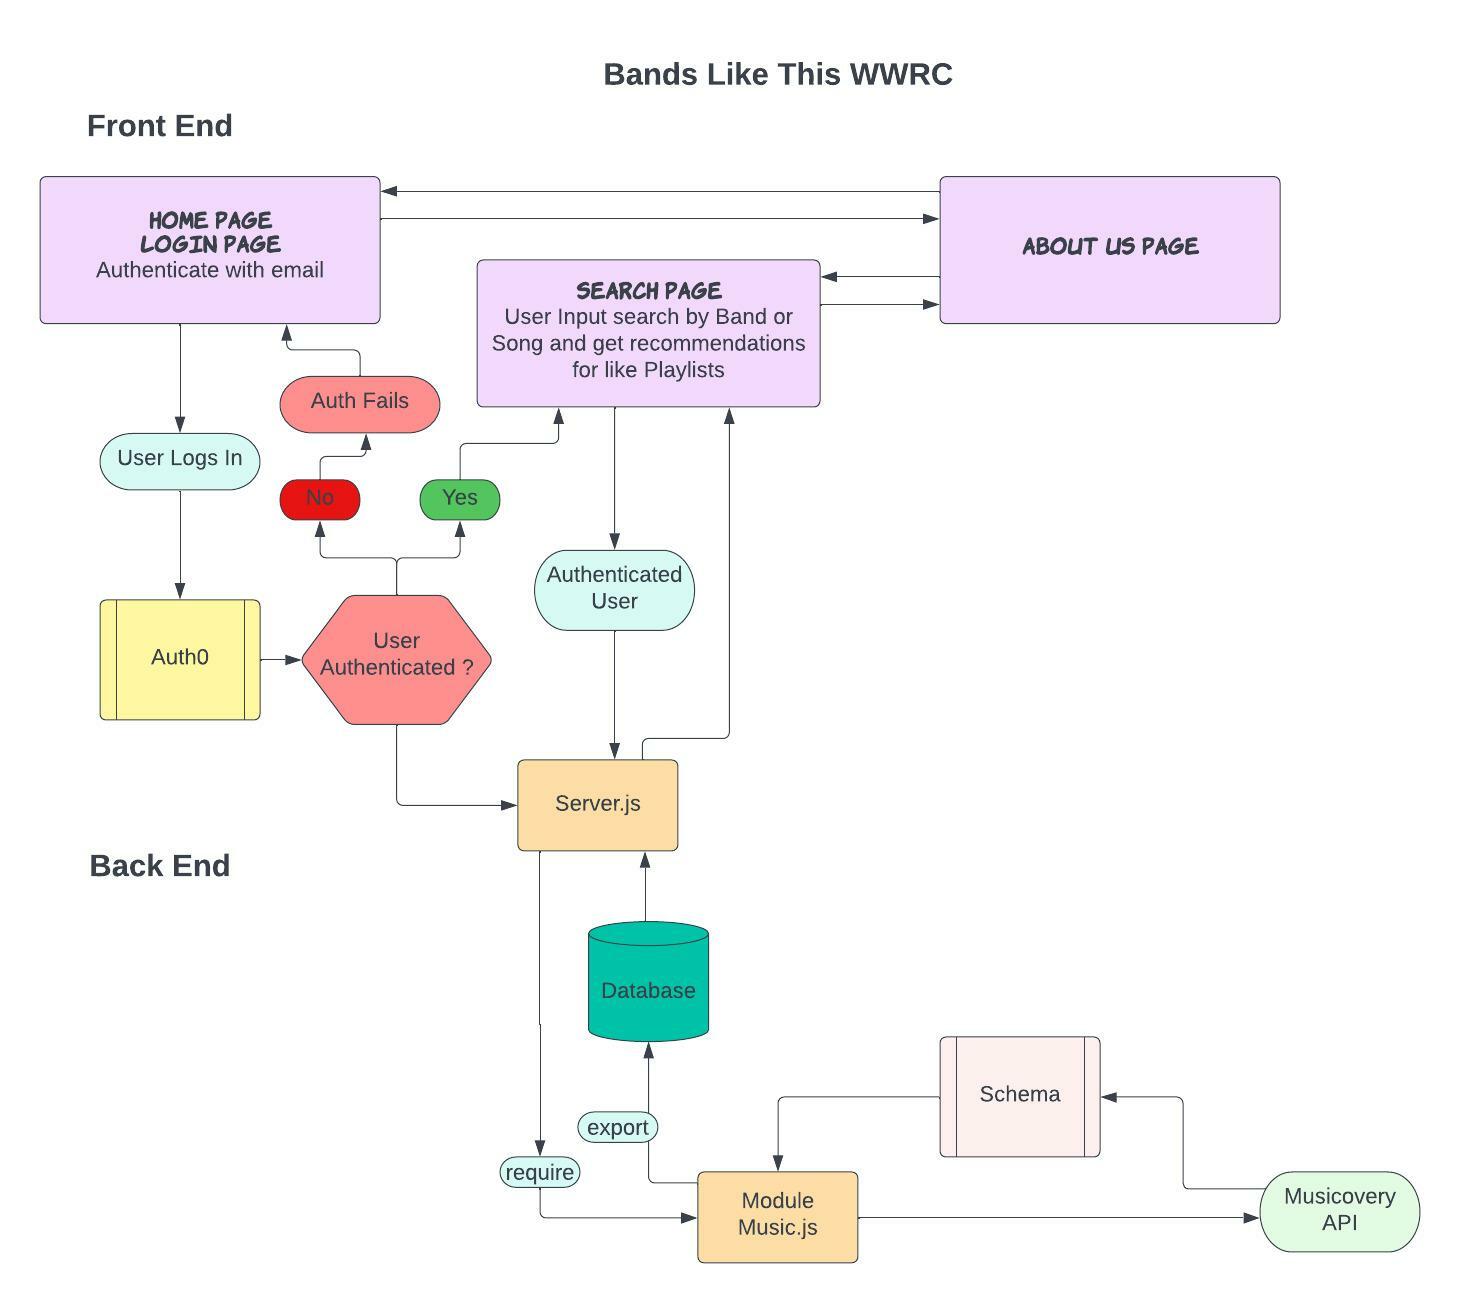 Bands Like This WWRC
Front End
HOME PAGE
LOGIN PAGE
Authenticate with email
ABOUT US PAGE
SEARCH PAGE
User Input search by Band or
Song and get recommendations
for like Playlists
Auth Fails
User Logs In
No
Yes
Authenticated
User
Auth0
User
Authenticated ?
Server.js
Back End
Database
Schema
export
require
Module
Music.js
Musicovery
API